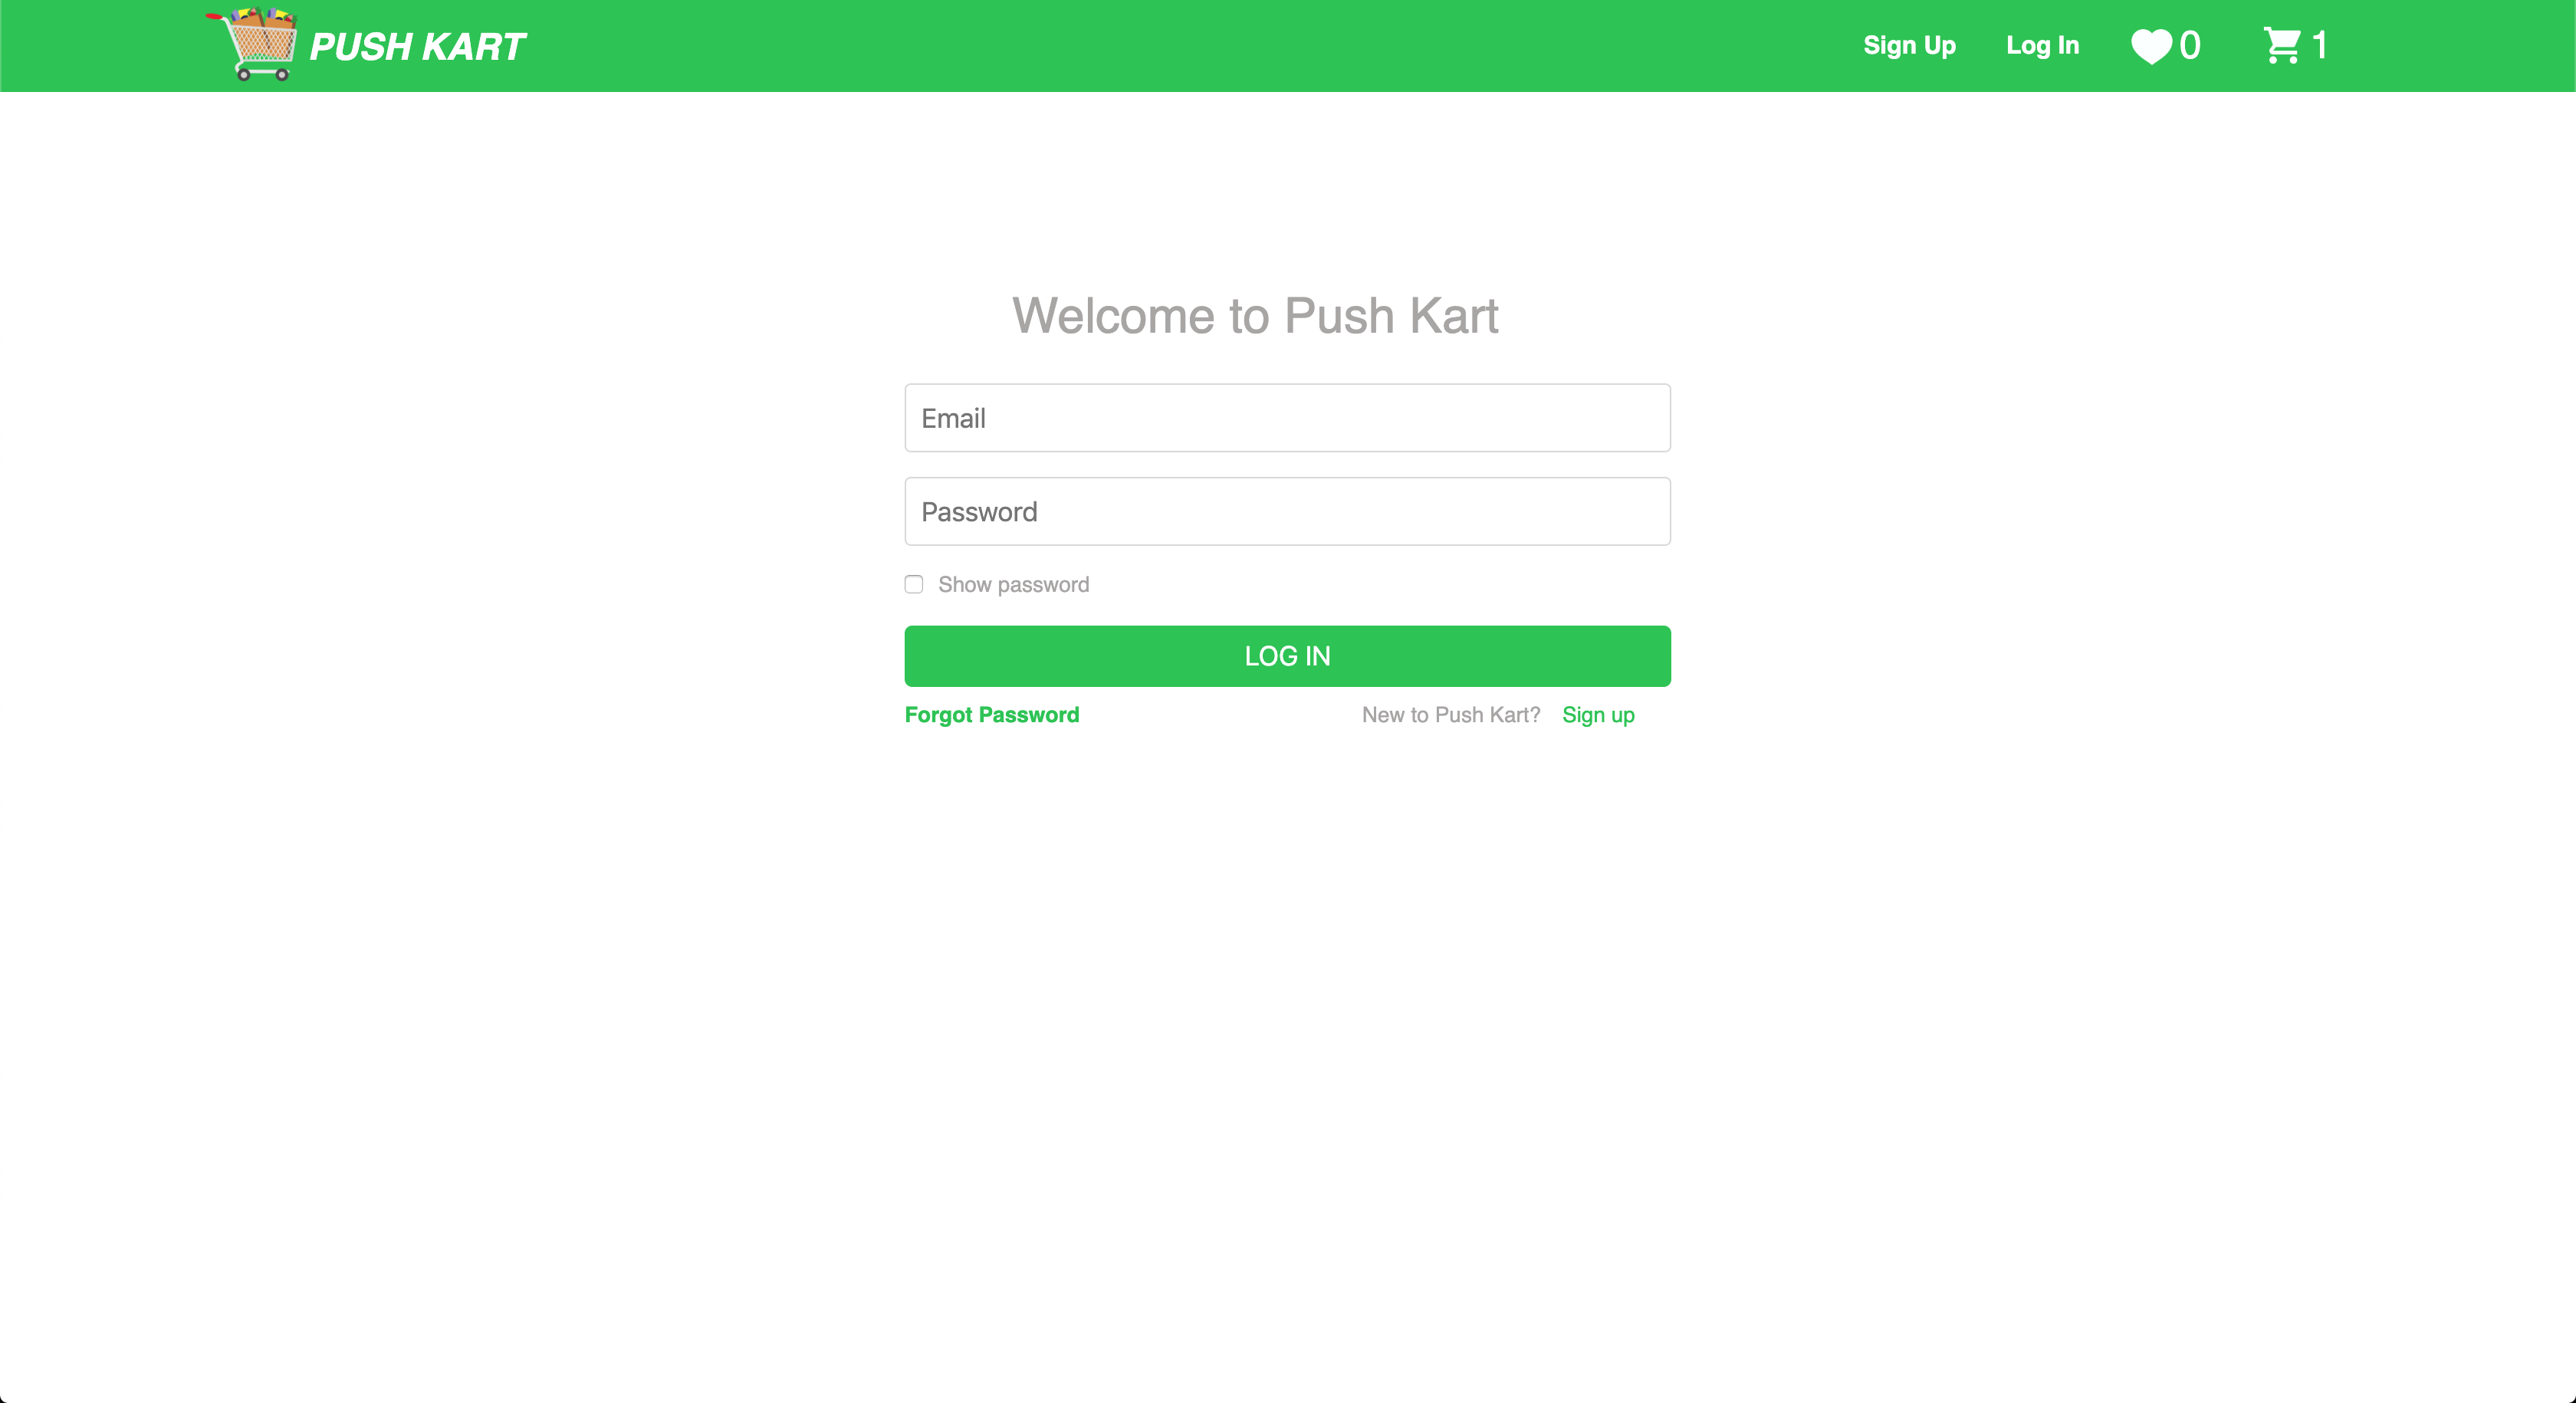 PUSH KART
Sign Up Log In 0 1
Welcome to Push Kart
Email
Password
Show password
LOG IN
Forgot Password New to Push Kart? Sign up